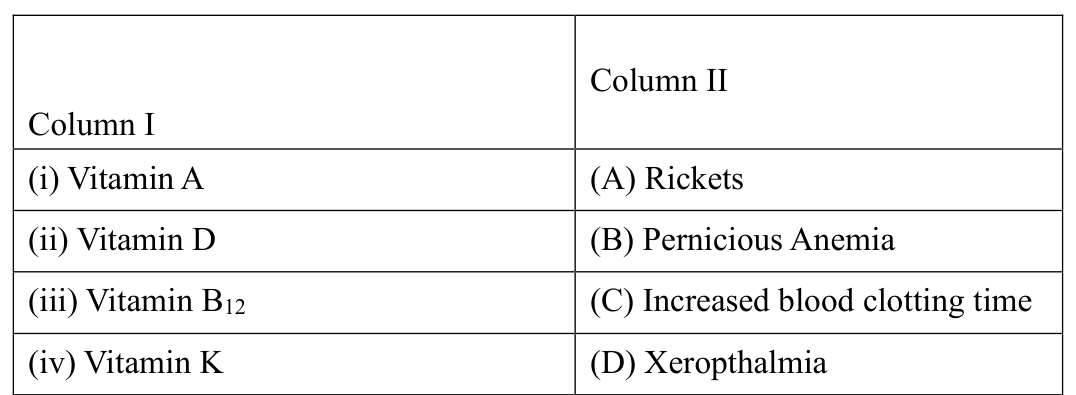 Column I
Column II
(i) Vitamin A
(A) Rickets
(ii) Vitamin D
(B) Pernicious Anemia
(iii) Vitamin B₁₂
(C) Increased blood clotting time
(iv) Vitamin K
(D) Xeropthalmia